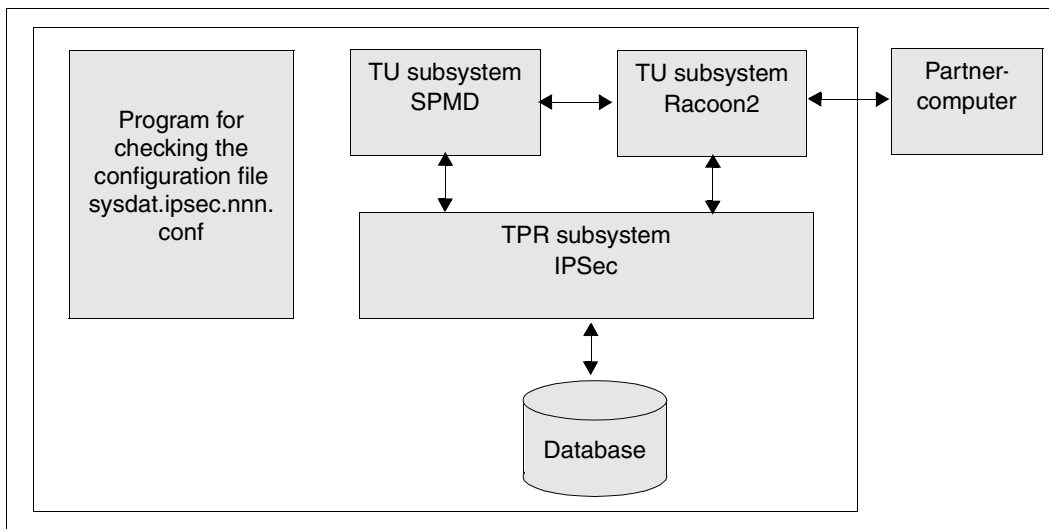 Program for
checking the
configuration file
sysdat.ipsec.nnn.
conf
TU subsystem
SPMD
TU subsystem
Racoon2
Partner-
computer
TPR subsystem
IPSec
Database